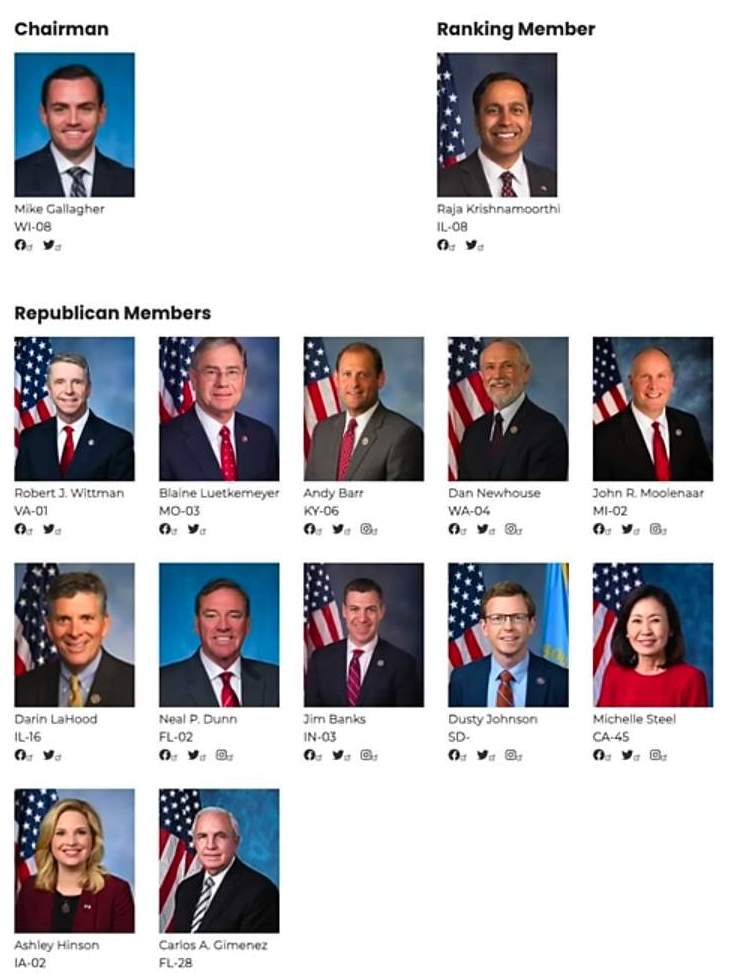 Chairman
Ranking Member
Mike Gallagher
WI-08
Raja Krishnamoorthi
IL-08
Republican Members
Robert J. Wittman
VA-01
Blaine Luetkemeyer
MO-03
Andy Barr
KY-06
Dan Newhouse
WA-04
John R. Moolenaar
MI-02
Darin LaHood
IL-16
Neal P. Dunn
FL-02
Jim Banks
IN-03
Dusty Johnson
SD-
Michelle Steel
CA-45
Ashley Hinson
IA-02
Carlos A. Gimenez
FL-28